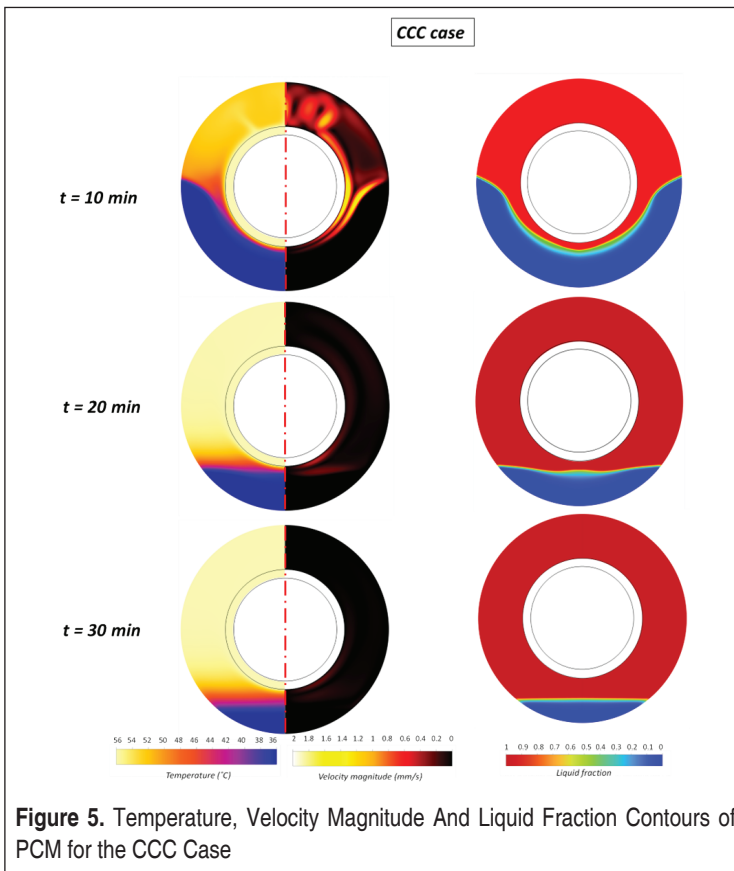 CCC case
t = 10 min
t = 20 min
t = 30 min
56 54 52 50 48 46 44 42 40 38 36
Temperature (˚C)
2 1.8 1.6 1.4 1.2 1 0.8 0.6 0.4 0.2 0
Velocity magnitude (mm/s)
1 0.9 0.8 0.7 0.6 0.5 0.4 0.3 0.2 0.1 0
Liquid fraction
Figure 5. Temperature, Velocity Magnitude And Liquid Fraction Contours of
PCM for the CCC Case